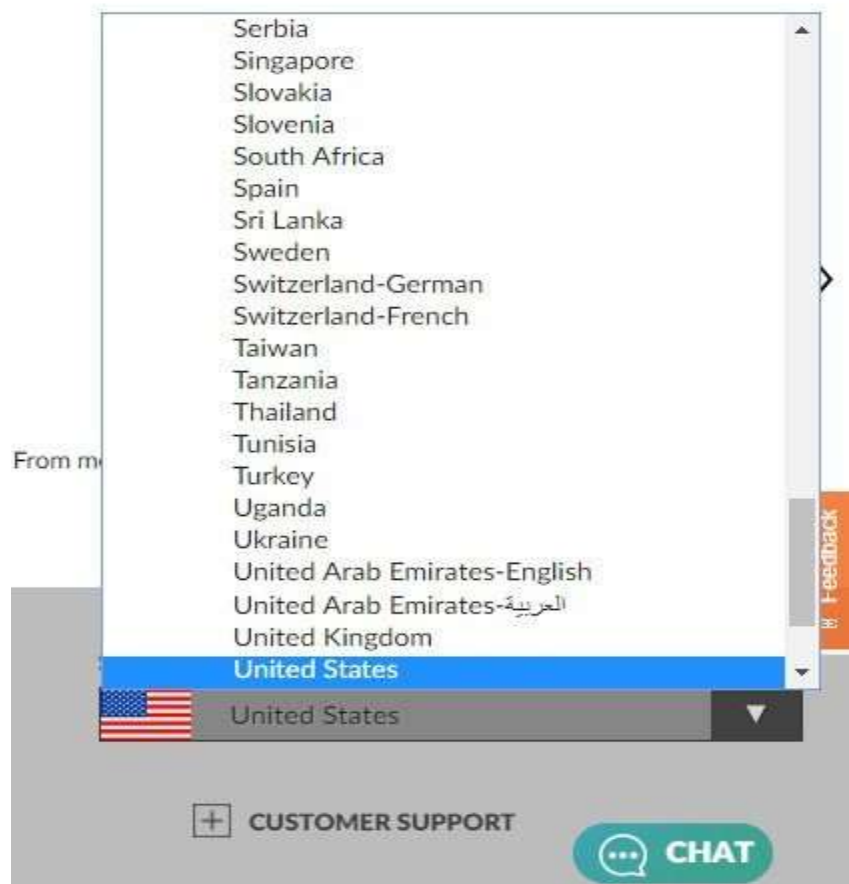 Serbia
Singapore
Slovakia
Slovenia
South Africa
Spain
Sri Lanka
Sweden
Switzerland-German
Switzerland-French
Taiwan
Tanzania
Thailand
Tunisia
Turkey
From m
Uganda
Ukraine
United Arab Emirates-English
United Arab Emirates-العربية
United Kingdom
United States
Feedback
United States
CUSTOMER SUPPORT
CHAT